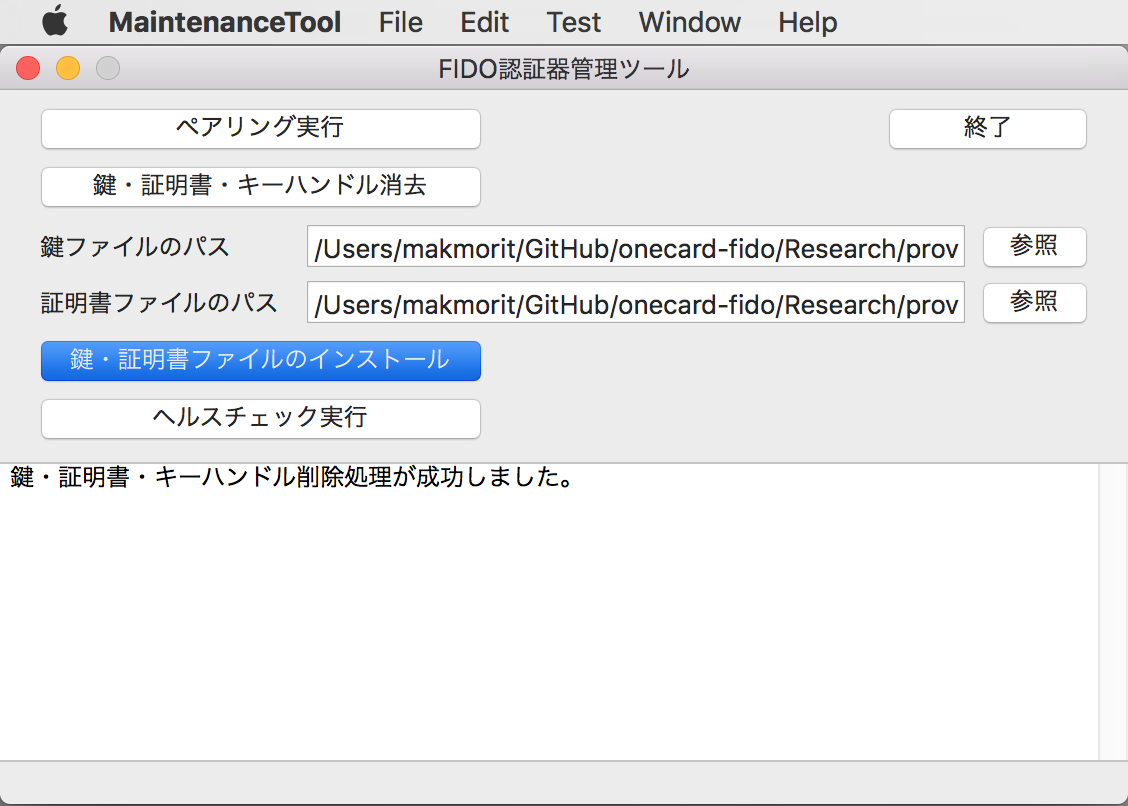 MaintenanceTool File Edit Test Window Help
FIDO認証器管理ツール
ペアリング実行 終了
鍵・証明書・キーハンドル消去
鍵ファイルのパス /Users/makmorit/GitHub/onecard-fido/Research/prov 参照
証明書ファイルのパス /Users/makmorit/GitHub/onecard-fido/Research/prov 参照
鍵・証明書ファイルのインストール
ヘルスチェック実行
鍵・証明書・キーハンドル削除処理が成功しました。